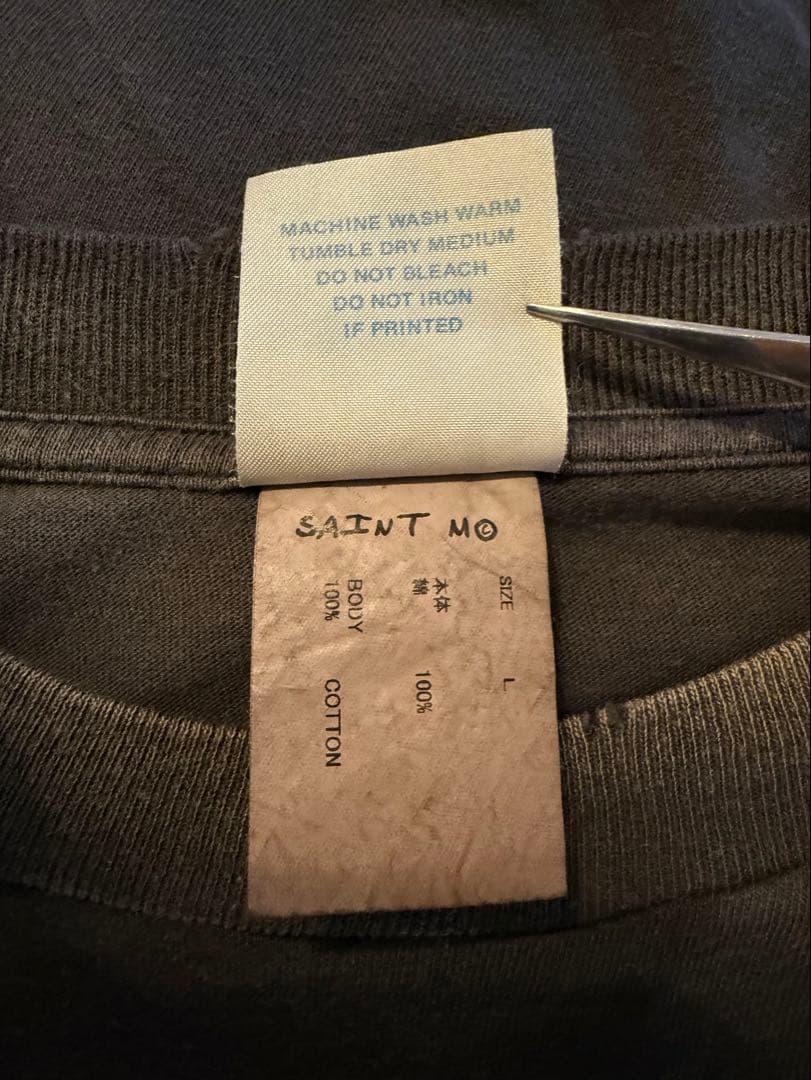 MACHINE WASH WARM
TUMBLE DRY MEDIUM
DO NOT BLEACH
DO NOT IRON
IF PRINTED
SAINT M©
SIZE L
本体
綿 100%
BODY
100% COTTON